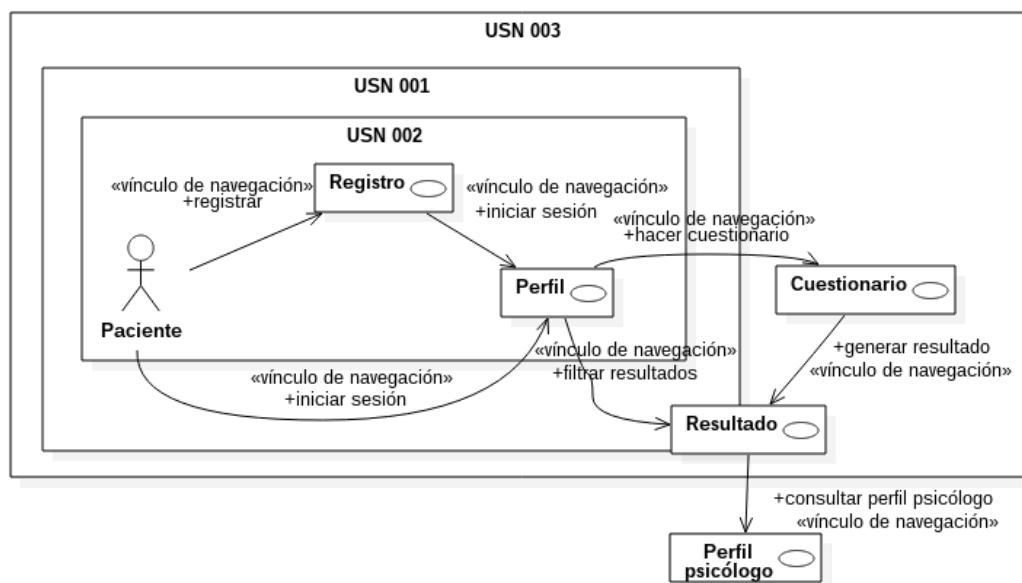 USN 003
USN 001
USN 002
«vínculo de navegación»
+registrar
Registro
«vínculo de navegación»
+iniciar sesión
«vínculo de navegación»
+hacer cuestionario
Paciente
Perfil
Cuestionario
«vínculo de navegación»
+iniciar sesión
«vínculo de navegación»
+filtrar resultados
+generar resultado
«vínculo de navegación»
Resultado
+consultar perfil psicólogo
«vínculo de navegación»
Perfil
psicólogo